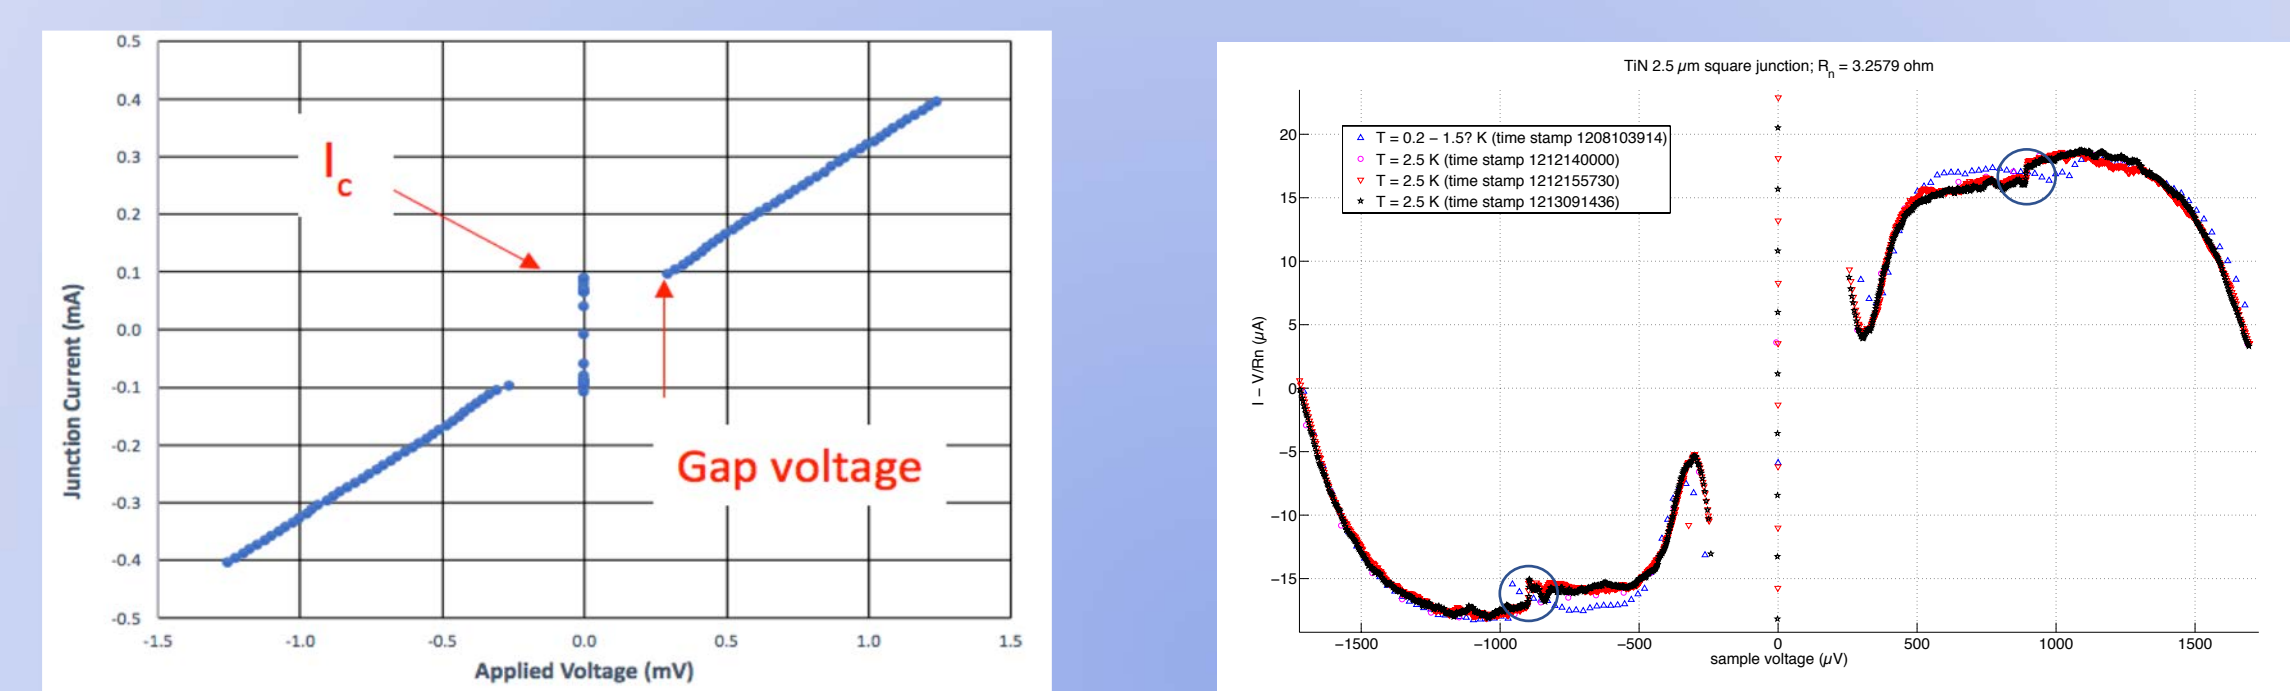 0.5
0.4
0.3
0.2
0.1
0.0
-0.1
-0.2
-0.3
-0.4
-0.5
Junction Current (mA)
-1.5 -1.0 -0.5 0.0 0.5 1.0 1.5
Applied Voltage (mV)
Ic
Gap voltage
TiN 2.5 µm square junction; Rn = 3.2579 ohm
T = 0.2 − 1.5? K (time stamp 1208103914)
T = 2.5 K (time stamp 1212140000)
T = 2.5 K (time stamp 1212155730)
T = 2.5 K (time stamp 1213091436)
20
15
10
5
0
−5
−10
−15
I − V/Rn (µA)
−1500 −1000 −500 0 500 1000 1500
sample voltage (µV)